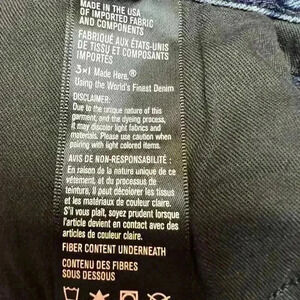 MADE IN THE USA
OF IMPORTED FABRIC
AND COMPONENTS
FABRIQUÉ AUX ÉTATS-UNIS
DE TISSU ET COMPOSANTS
IMPORTÉS
3×1 Made Here.®
Using the World's Finest Denim
DISCLAIMER:
Due to the unique nature of this
garment, and the dyeing process,
it may discolor light fabrics and
materials. Please use caution when
pairing with light colored items.
AVIS DE NON-RESPONSABILITÉ :
En raison de la nature unique de ce
vêtement, et du processus de
teinture, Il peut décolorer les tissus
et les matériaux de couleur claire.
S'il vous plaît, soyez prudent lorsque
l'article devient en contact avec des
articles de couleur claire.
FIBER CONTENT UNDERNEATH
CONTENU DES FIBRES
SOUS DESSOUS